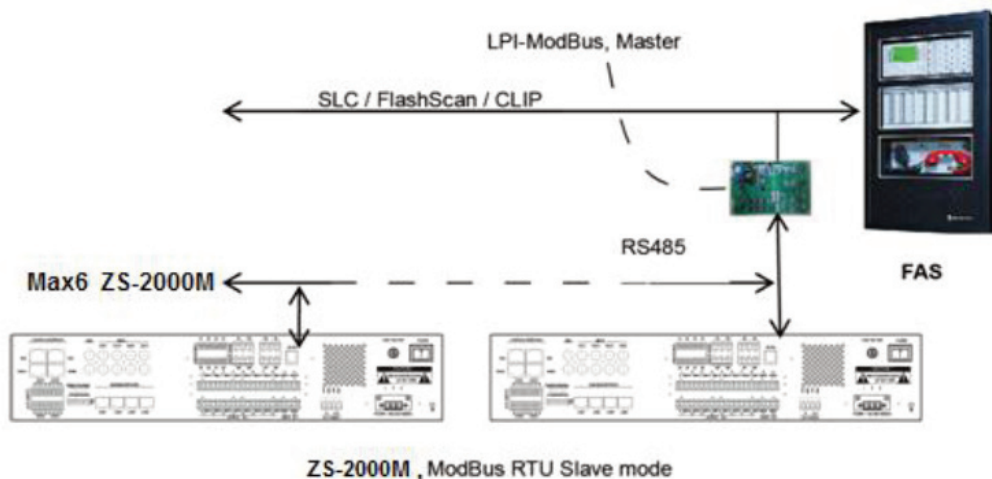 LPI-ModBus, Master
SLC / FlashScan / CLIP
RS485
FAS
Max6 ZS-2000M
ZS-2000M , ModBus RTU Slave mode